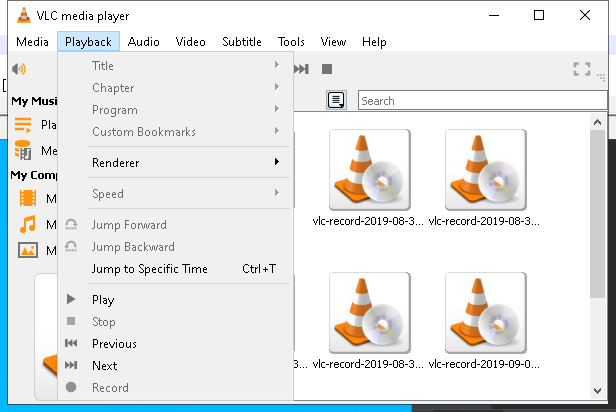 VLC media player
Media Playback Audio Video Subtitle Tools View Help
Title
Chapter
Program
Custom Bookmarks
Renderer
Speed
Jump Forward
Jump Backward
Jump to Specific Time Ctrl+T
Play
Stop
Previous
Next
Record
Search
My Musi
Pla
Me
My Comp
M
M
M
vlc-record-2019-08-3... vlc-record-2019-08-3...
vlc-record-2019-08-3... vlc-record-2019-09-0...